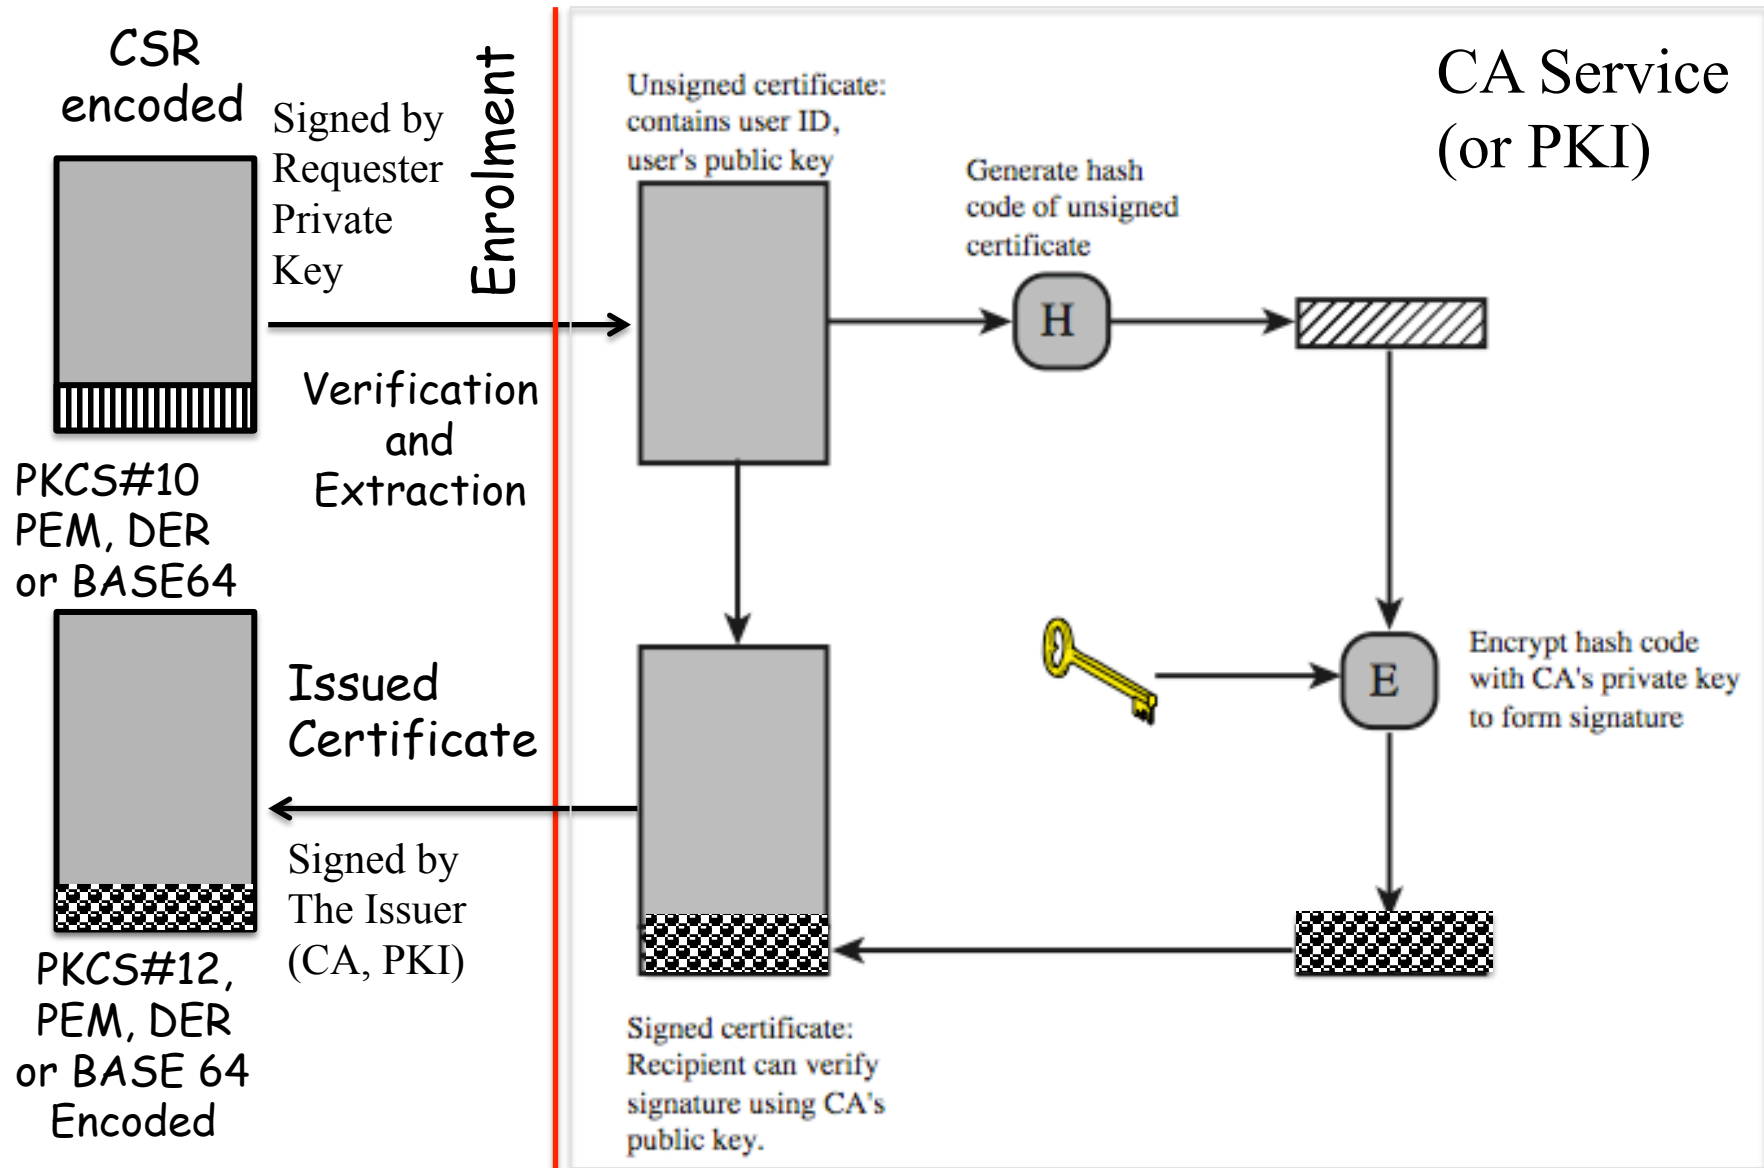 CSR
encoded
Signed by
Requester
Private
Key
Enrolment
Verification
and
Extraction
PKCS#10
PEM, DER
or BASE64
Issued
Certificate
Signed by
The Issuer
(CA, PKI)
PKCS#12,
PEM, DER
or BASE 64
Encoded
CA Service
(or PKI)
Unsigned certificate:
contains user ID,
user's public key
Generate hash
code of unsigned
certificate
H
E
Encrypt hash code
with CA's private key
to form signature
Signed certificate:
Recipient can verify
signature using CA's
public key.